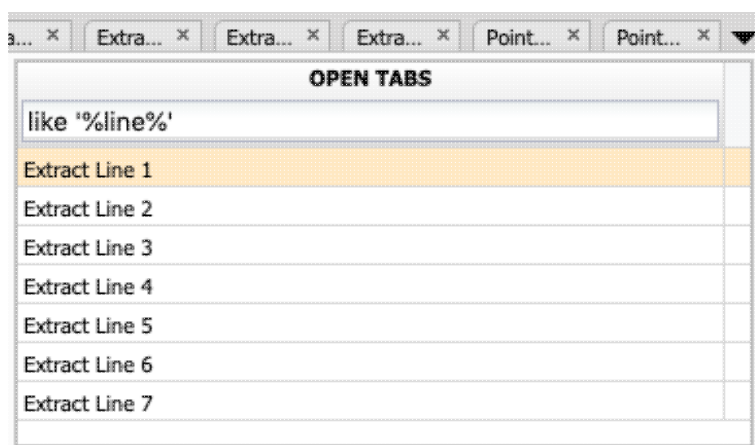 a... × Extra... × Extra... × Extra... × Point... × Point... ×
OPEN TABS
like '%line%'
Extract Line 1
Extract Line 2
Extract Line 3
Extract Line 4
Extract Line 5
Extract Line 6
Extract Line 7